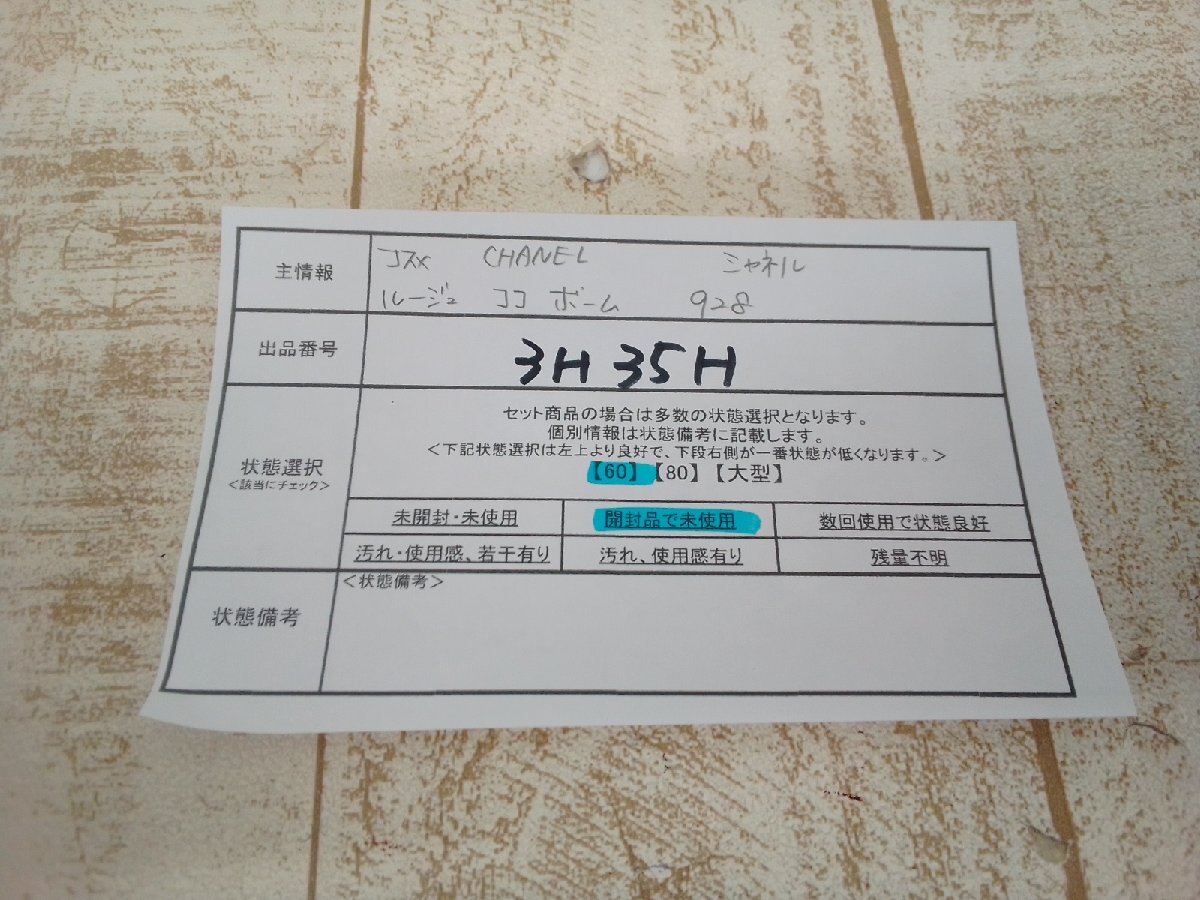 主情報
コスメ CHANEL シャネル
ルージュ ココ ボーム 928
出品番号
3H35H
セット商品の場合は多数の状態選択となります。
個別情報は状態備考に記載します。
<下記状態選択は左上より良好で、下段右側が一番状態が低くなります。>
【60】【80】【大型】
状態選択
<該当にチェック>
未開封・未使用 開封品で未使用 数回使用で状態良好
汚れ・使用感、若干有り 汚れ、使用感有り 残量不明
状態備考
<状態備考>